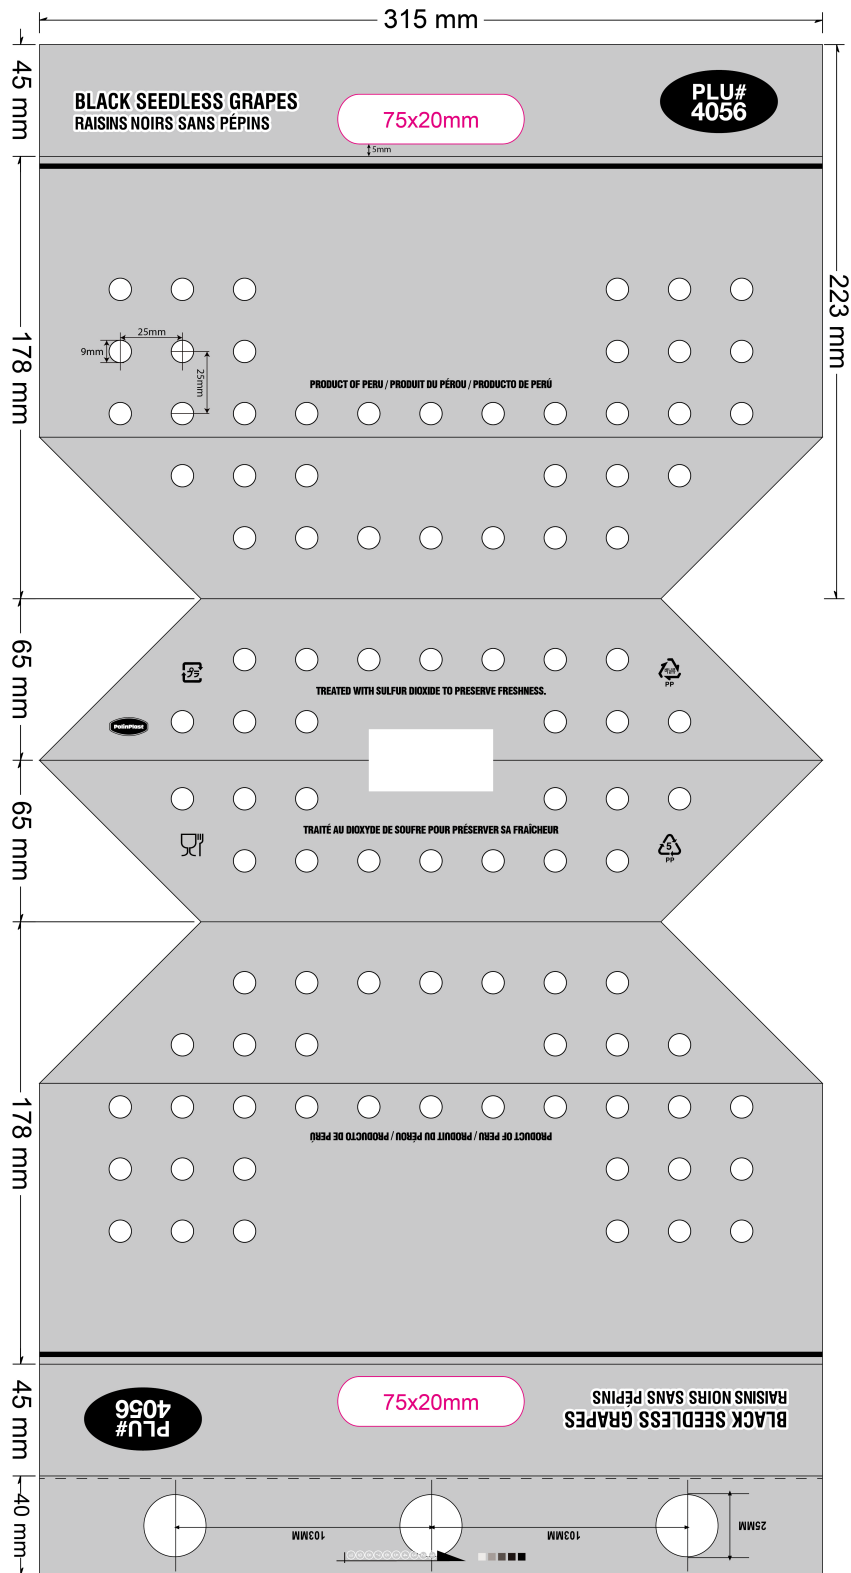 315 mm
45 mm
BLACK SEEDLESS GRAPES
RAISINS NOIRS SANS PÉPINS
75x20mm
PLU#
4056
5mm
223 mm
178 mm
25mm
9mm
25mm
PRODUCT OF PERU / PRODUIT DU PÉROU / PRODUCTO DE PERÚ
65 mm
プラ
PP
TREATED WITH SULFUR DIOXIDE TO PRESERVE FRESHNESS.
PolinPlast
65 mm
TRAITÉ AU DIOXYDE DE SOUFRE POUR PRÉSERVER SA FRAÎCHEUR
5
PP
178 mm
PRODUCT OF PERU / PRODUIT DU PÉROU / PRODUCTO DE PERÚ
45 mm
PLU#
4056
75x20mm
BLACK SEEDLESS GRAPES
RAISINS NOIRS SANS PÉPINS
40 mm
103MM
103MM
25MM